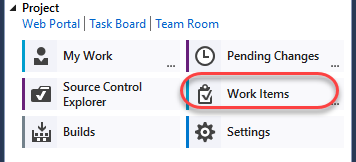 Project
Web Portal | Task Board | Team Room
My Work
...
Pending Changes
...
Source Control
Explorer
Work Items
...
Builds
Settings